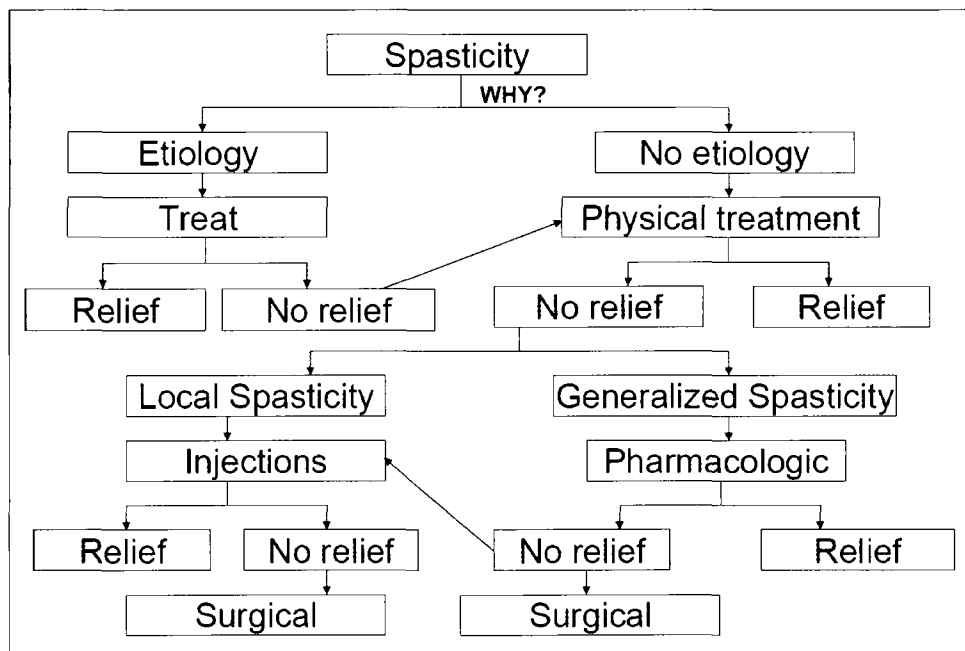 Spasticity
WHY?
Etiology
No etiology
Treat
Physical treatment
Relief
No relief
No relief
Relief
Local Spasticity
Generalized Spasticity
Injections
Pharmacologic
Relief
No relief
No relief
Relief
Surgical
Surgical